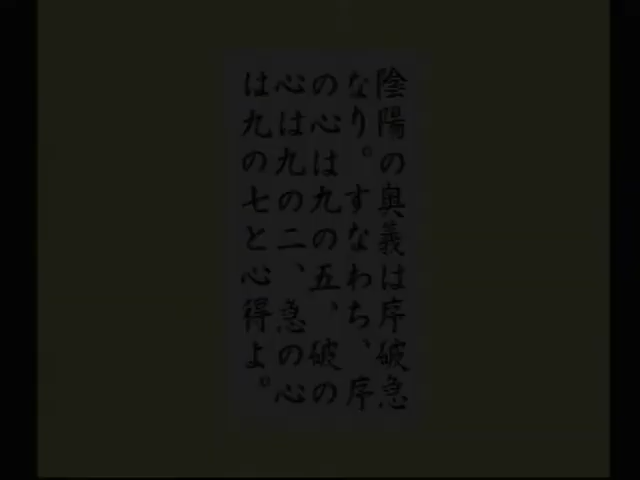 陰陽の奥義は序破急
なり。すなわち、序
の心は九の五、破の
心は九の二、急の心
は九の七と心得よ。